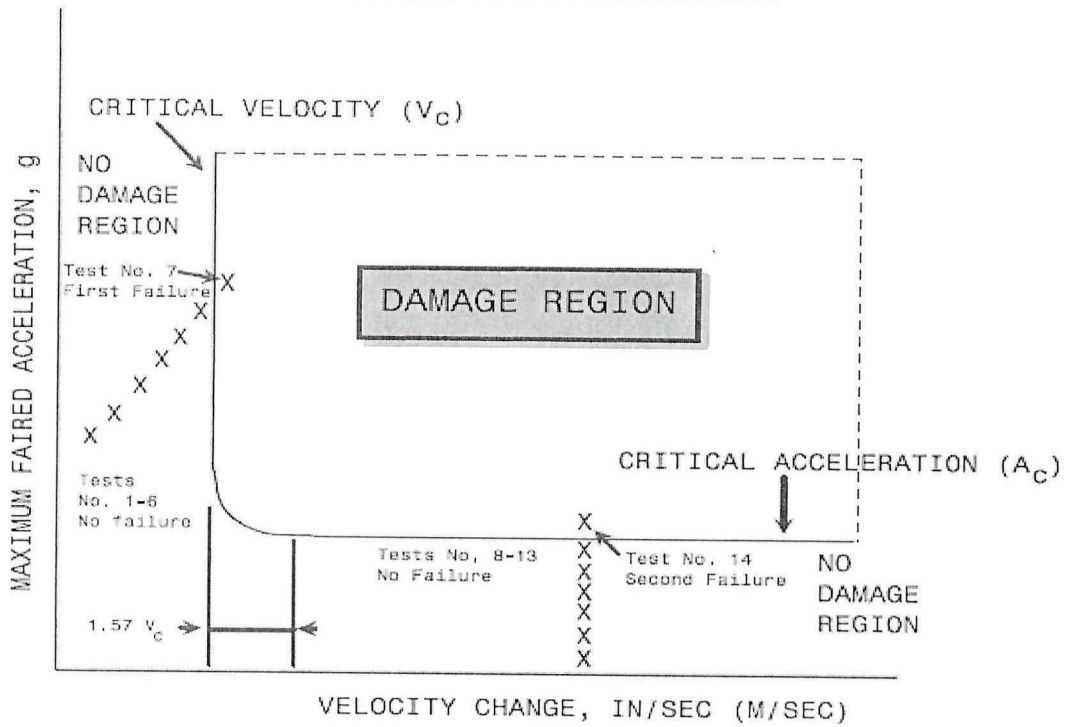 CRITICAL VELOCITY (Vc)
NO
DAMAGE
REGION
MAXIMUM FAIRED ACCELERATION, g
Test No. 7
First Failure
X
DAMAGE REGION
X
X
X
X
X
X
CRITICAL ACCELERATION (Ac)
Tests
No. 1-6
No failure
X
Tests No, 8-13
No Failure
Test No. 14
Second Failure
NO
DAMAGE
REGION
X
X
X
X
X
X
1.57 Vc
VELOCITY CHANGE, IN/SEC (M/SEC)